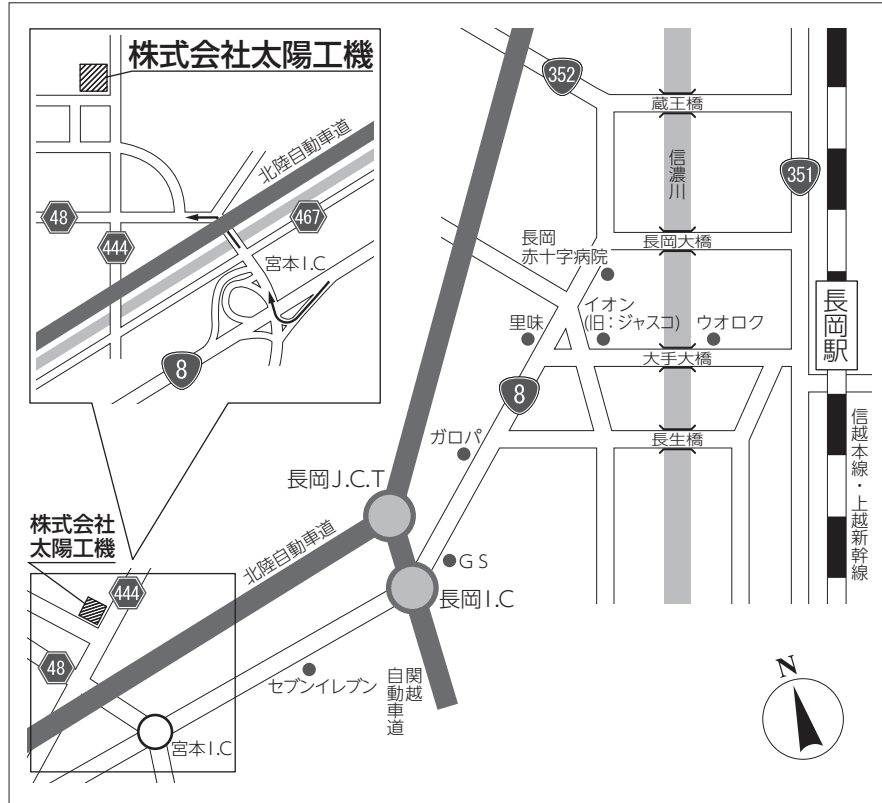 株式会社太陽工機
北陸自動車道
48
444
467
宮本I.C
8
352
蔵王橋
信濃川
351
長岡大橋
長岡
赤十字病院
イオン
(旧:ジャスコ)
ウオロク
里味
大手大橋
長岡駅
8
ガロパ
長生橋
信越本線・上越新幹線
長岡J.C.T
株式会社
太陽工機
444
北陸自動車道
GS
長岡I.C
48
セブンイレブン
関越
自動車道
宮本I.C
N